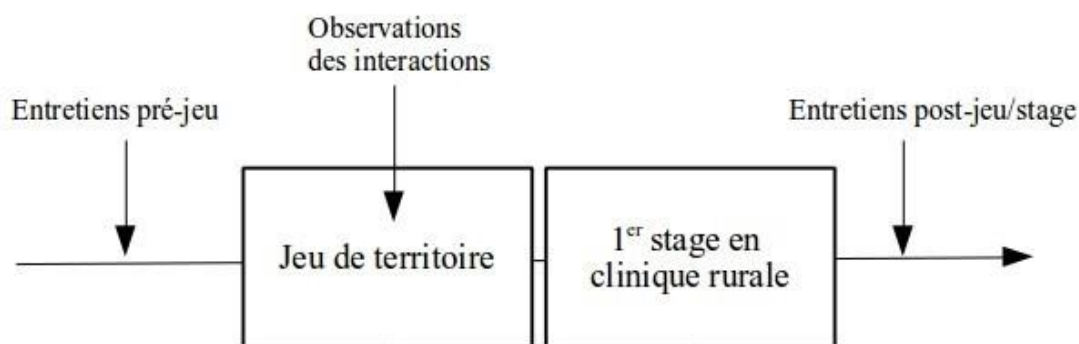 Observations
des interactions
Entretiens pré-jeu
Entretiens post-jeu/stage
Jeu de territoire
1er stage en
clinique rurale